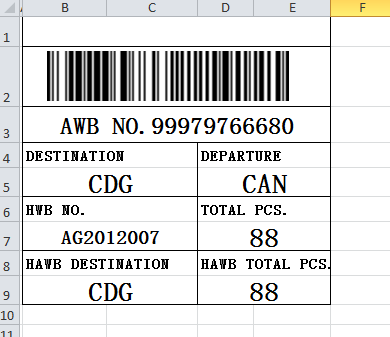 B C D E F
1
2
3 AWB NO. 99979766680
4 DESTINATION DEPARTURE
5 CDG CAN
6 HWB NO. TOTAL PCS.
7 AG2012007 88
8 HAWB DESTINATION HAWB TOTAL PCS.
9 CDG 88
10
11